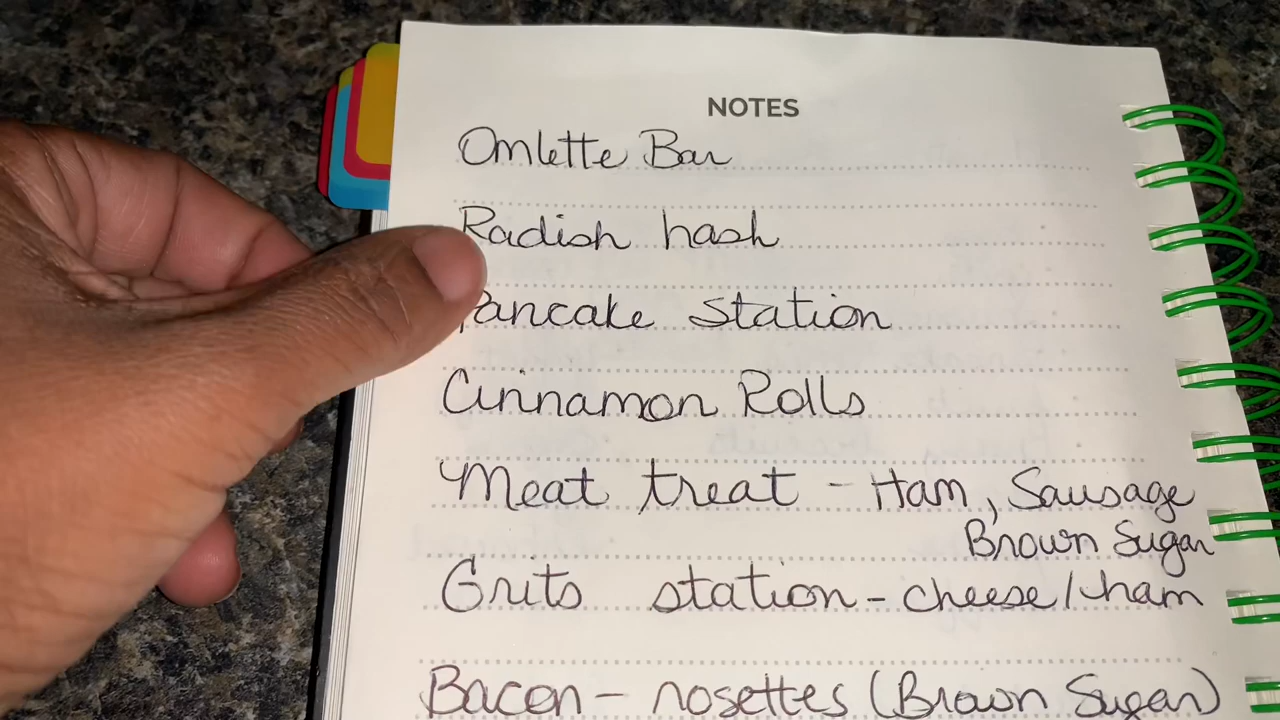 NOTES
Omlette Bar
Radish hash
Pancake station
Cinnamon Rolls
Meat treat - Ham, Sausage
Brown Sugar
Grits station - cheese/ham
Bacon - rosettes (Brown Sugar)